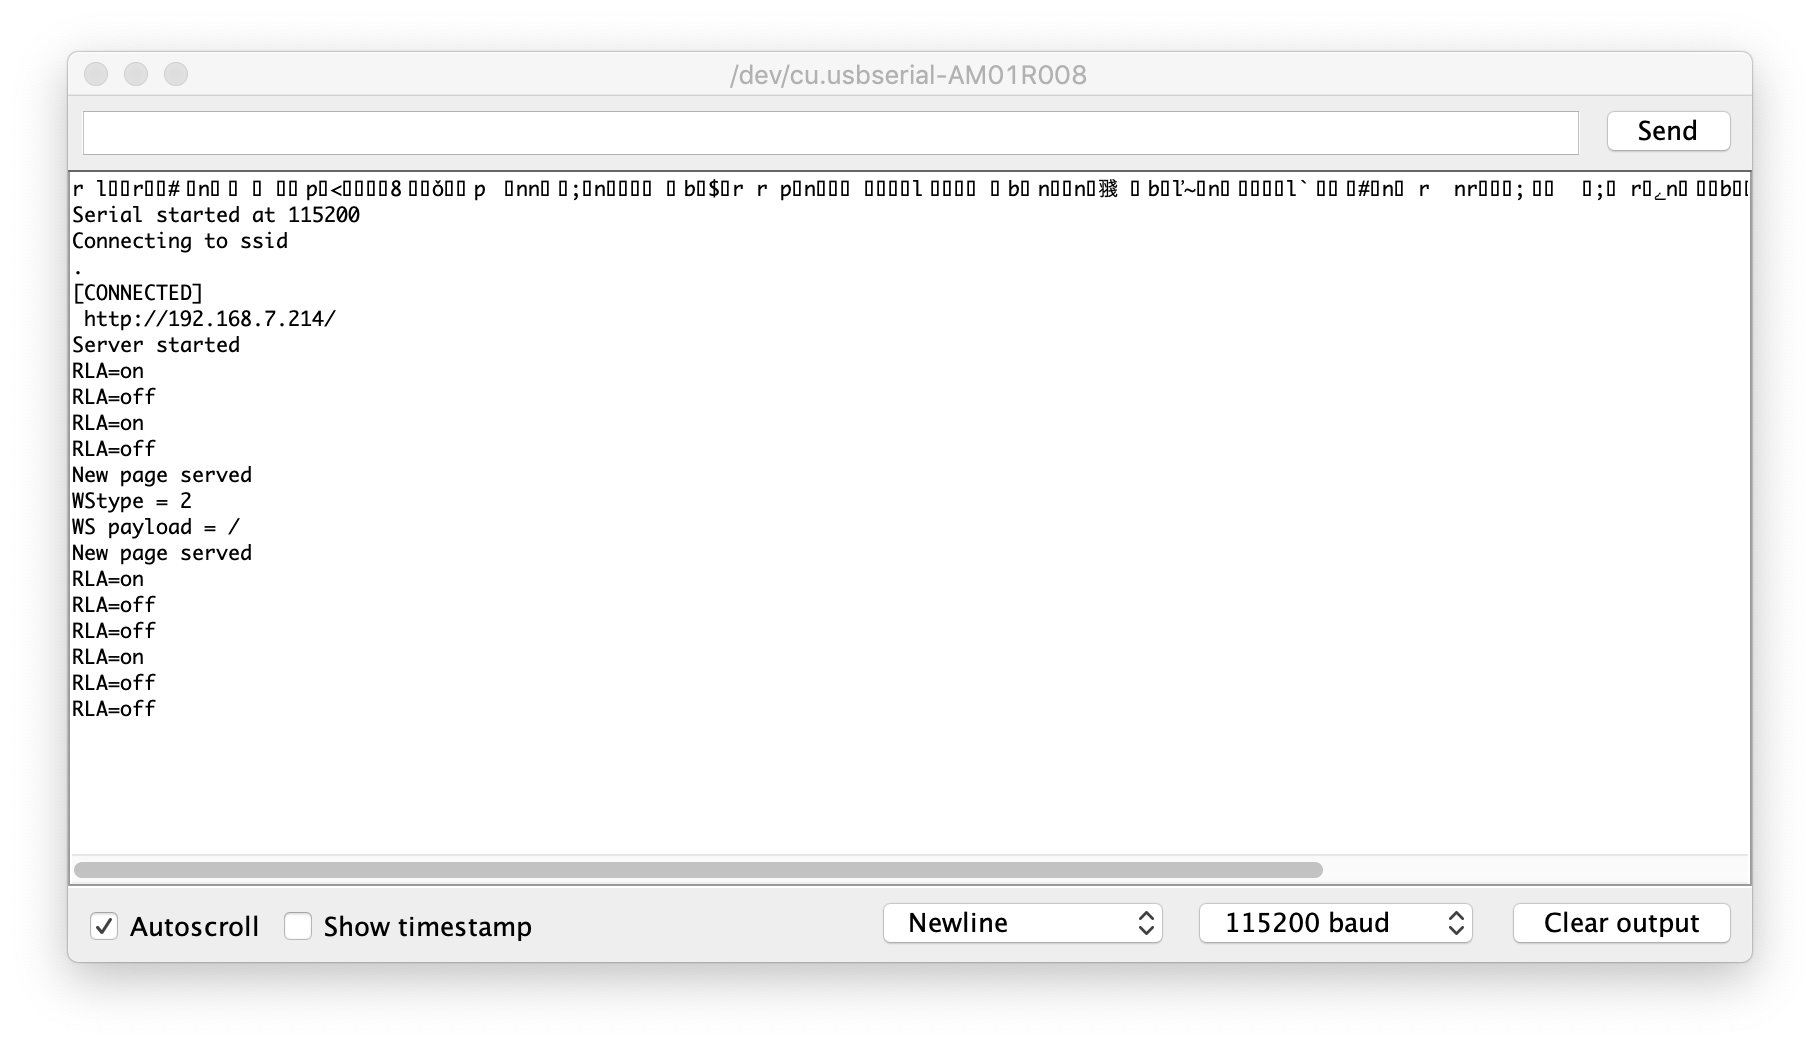 /dev/cu.usbserial-AM01R008
Send
Serial started at 115200
Connecting to ssid
.
[CONNECTED]
http://192.168.7.214/
Server started
RLA=on
RLA=off
RLA=on
RLA=off
New page served
WStype = 2
WS payload = /
New page served
RLA=on
RLA=off
RLA=off
RLA=on
RLA=off
RLA=off
Autoscroll Show timestamp Newline 115200 baud Clear output